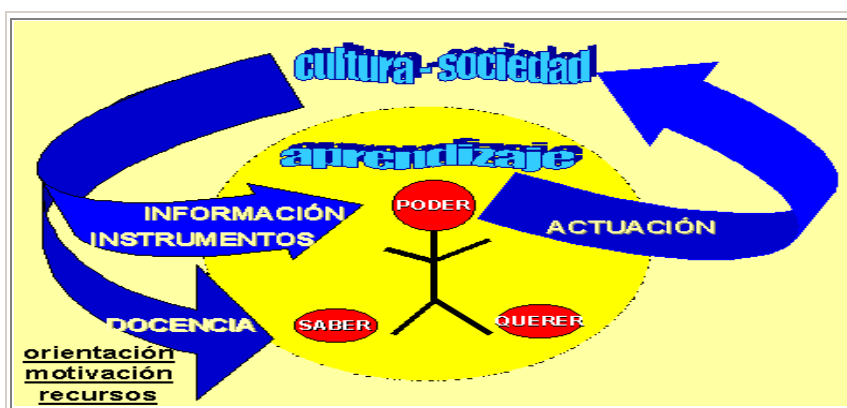 cultura - sociedad
aprendizaje
PODER
INFORMACIÓN
INSTRUMENTOS
ACTUACIÓN
DOCENCIA
SABER
QUERER
orientación
motivación
recursos